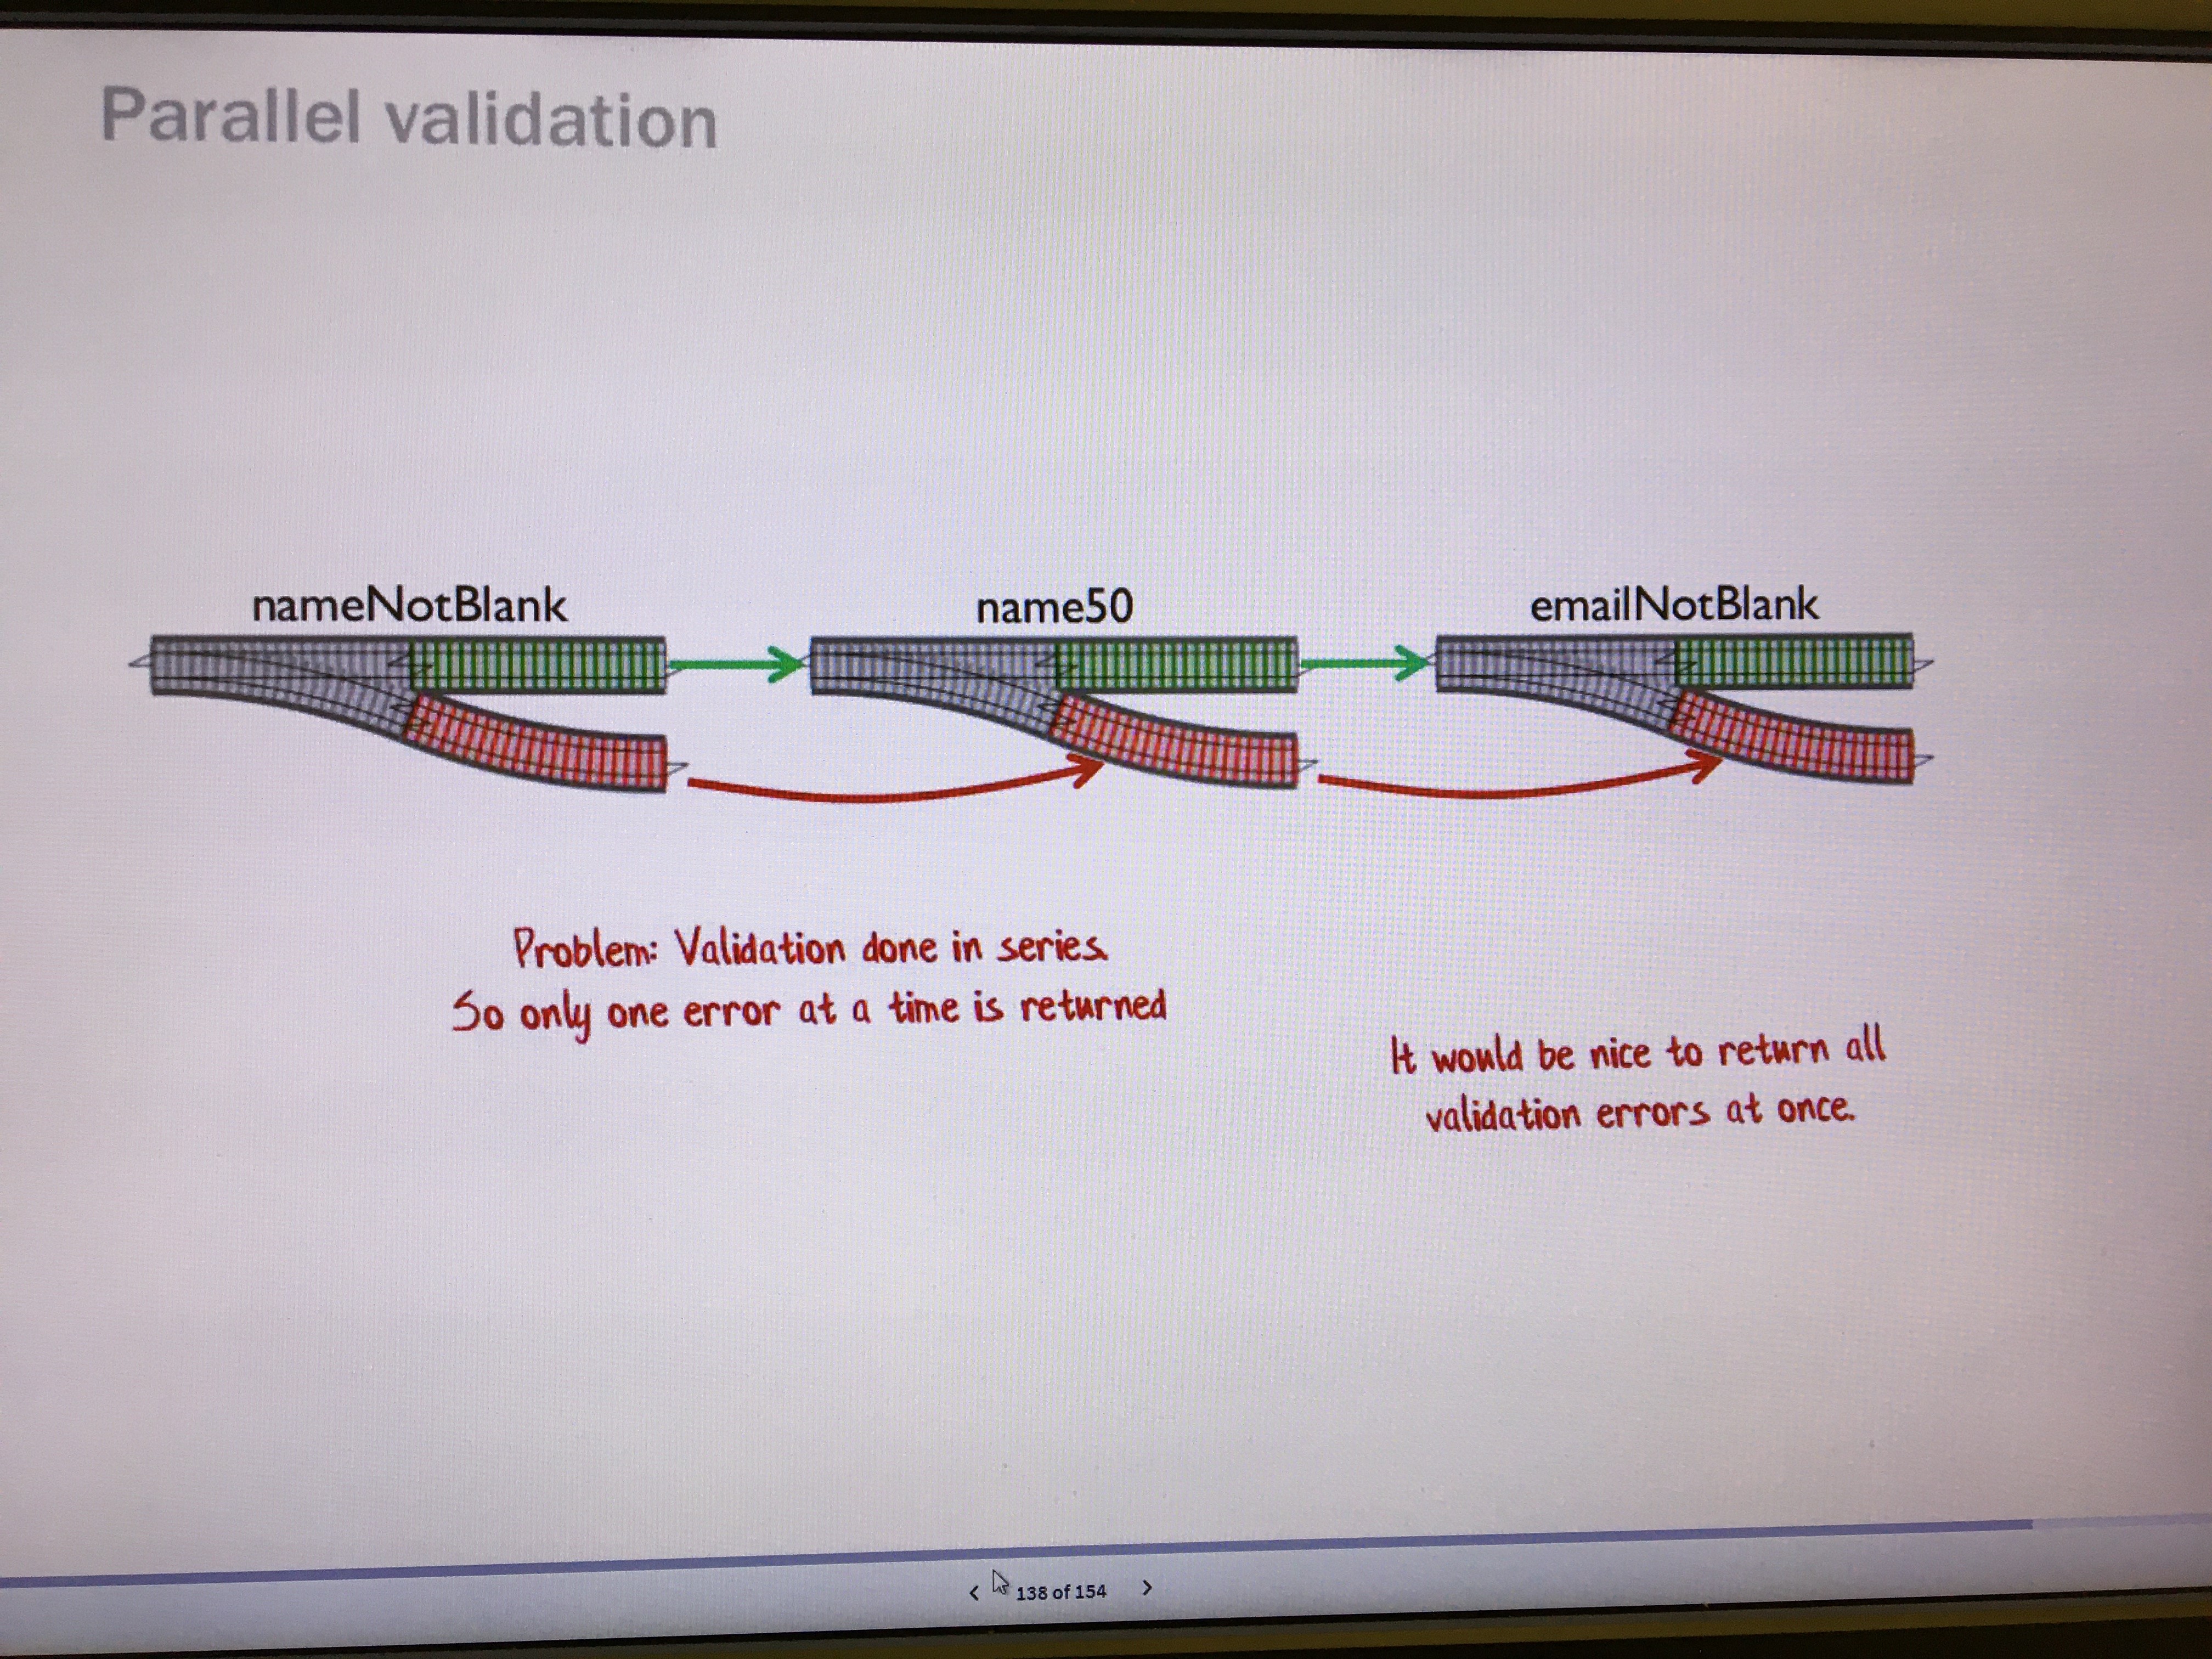 Parallel validation
nameNotBlank
name50
emailNotBlank
Problem: Validation done in series.
So only one error at a time is returned
It would be nice to return all
validation errors at once.
< 138 of 154 >